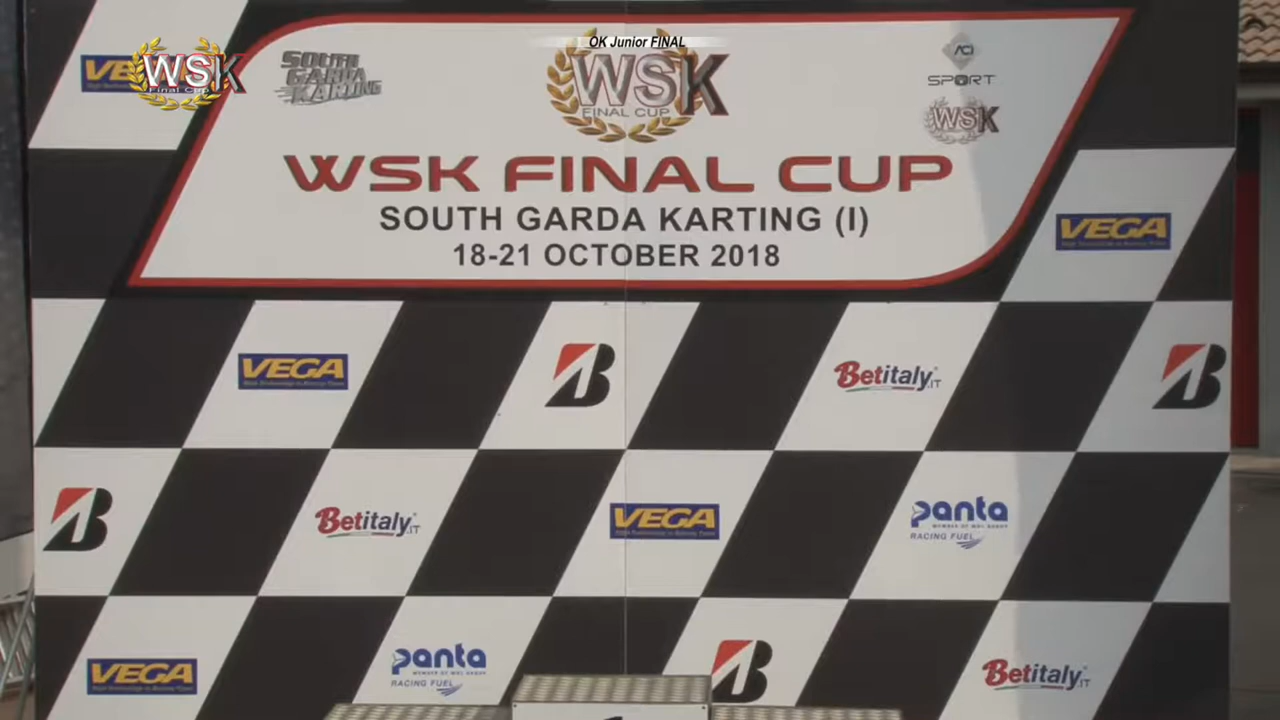 OK Junior FINAL
WSK
Final Cup
VEGA
SOUTH
GARDA
KARTING
WSK
FINAL CUP
ACI
SPORT
WSK
WSK FINAL CUP
SOUTH GARDA KARTING (I)
18-21 OCTOBER 2018
VEGA
VEGA
B
Betitaly.IT
B
B
Betitaly.IT
VEGA
panta
RACING FUEL
VEGA
panta
RACING FUEL
B
Betitaly.IT